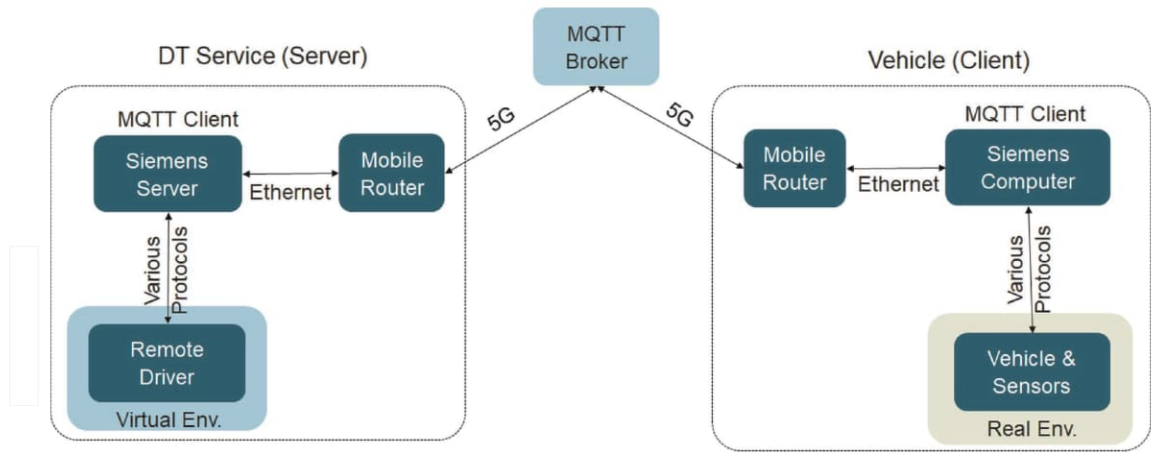 DT Service (Server)
MQTT
Broker
Vehicle (Client)
5G
5G
MQTT Client
Siemens
Server
Ethernet
Mobile
Router
Various
Protocols
Remote
Driver
Virtual Env.
MQTT Client
Mobile
Router
Ethernet
Siemens
Computer
Various
Protocols
Vehicle &
Sensors
Real Env.